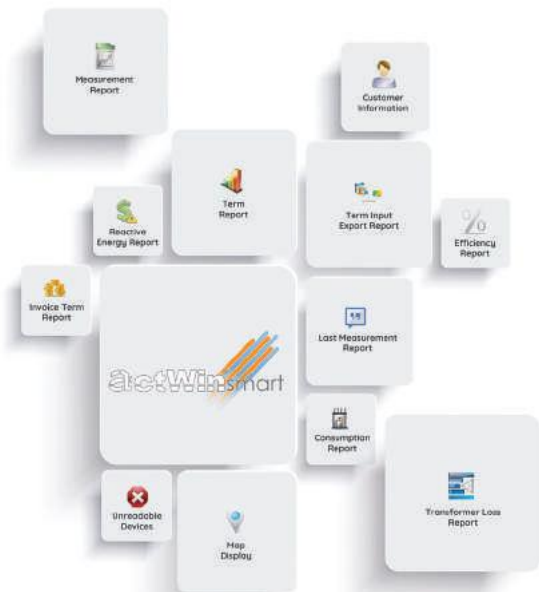 Measurement
Report
Customer
Information
Term
Report
Term Input
Export Report
Reactive
Energy Report
Efficiency
Report
Invoice Term
Report
Last Measurement
Report
actWinsmart
Consumption
Report
Unreadable
Devices
Map
Display
Transformer Loss
Report